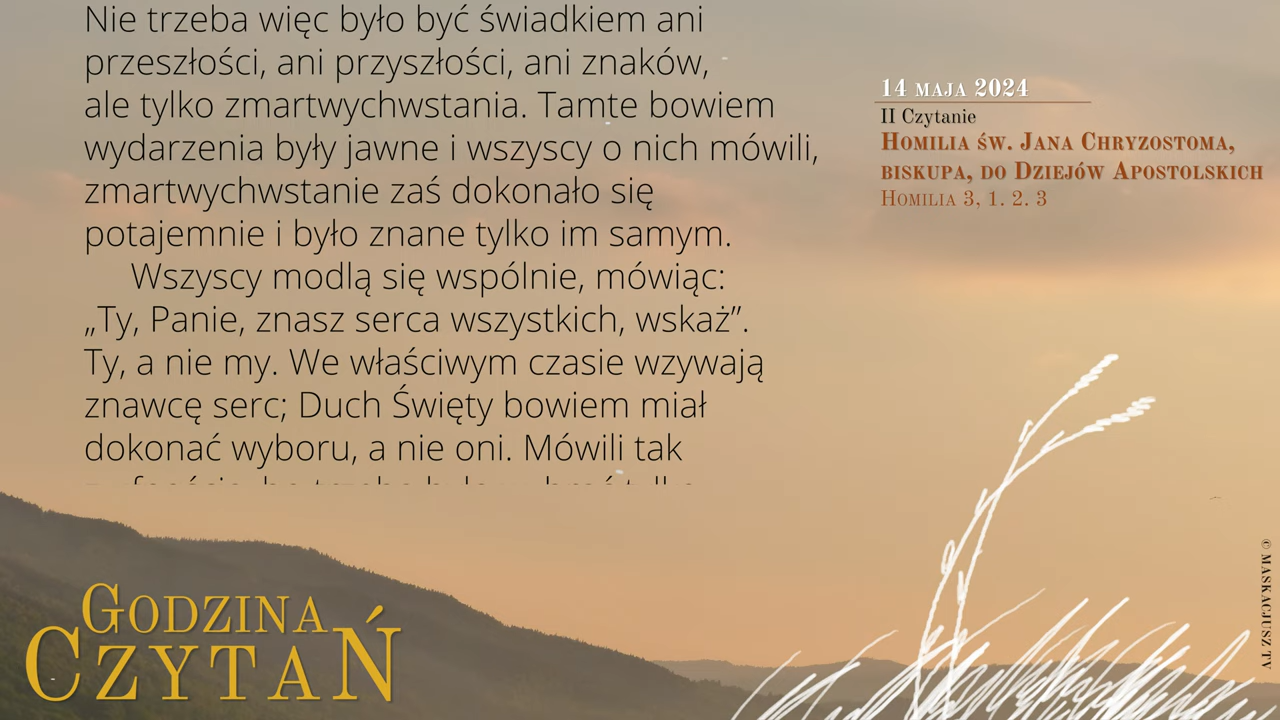 Nie trzeba więc było być świadkiem ani
przeszłości, ani przyszłości, ani znaków,
ale tylko zmartwychwstania. Tamte bowiem
wydarzenia były jawne i wszyscy o nich mówili,
zmartwychwstanie zaś dokonało się
potajemnie i było znane tylko im samym.
Wszyscy modlą się wspólnie, mówiąc:
„Ty, Panie, znasz serca wszystkich, wskaż”.
Ty, a nie my. We właściwym czasie wzywają
znawcę serc; Duch Święty bowiem miał
dokonać wyboru, a nie oni. Mówili tak
14 maja 2024
II Czytanie
Homilia św. Jana Chryzostoma,
biskupa, do Dziejów Apostolskich
Homilia 3, 1. 2. 3
Godzina
Czytań
© MASKACJUSZ TV